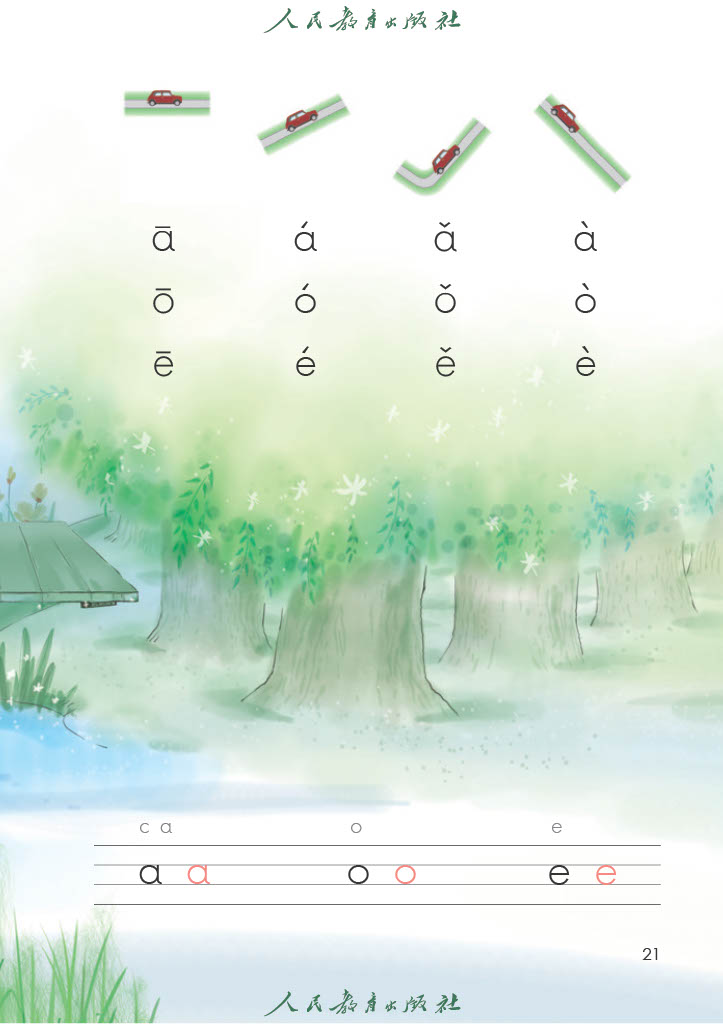 人民教育出版社
ā á ǎ à
ō ó ǒ ò
ē é ě è
c ɑ o e
ɑ ɑ o o e e
21
人民教育出版社